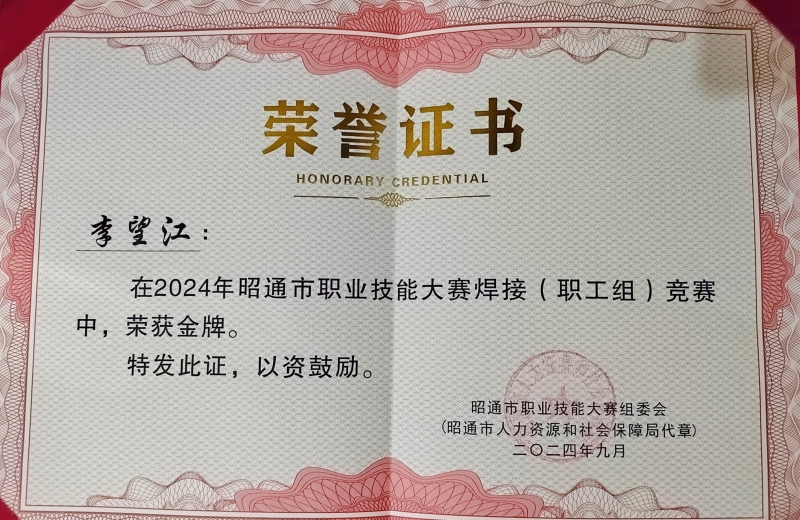 荣誉证书
HONORARY CREDENTIAL
李望江：
在2024年昭通市职业技能大赛焊接（职工组）竞赛
中，荣获金牌。
特发此证，以资鼓励。
昭通市职业技能大赛组委会
(昭通市人力资源和社会保障局代章)
二〇二四年九月